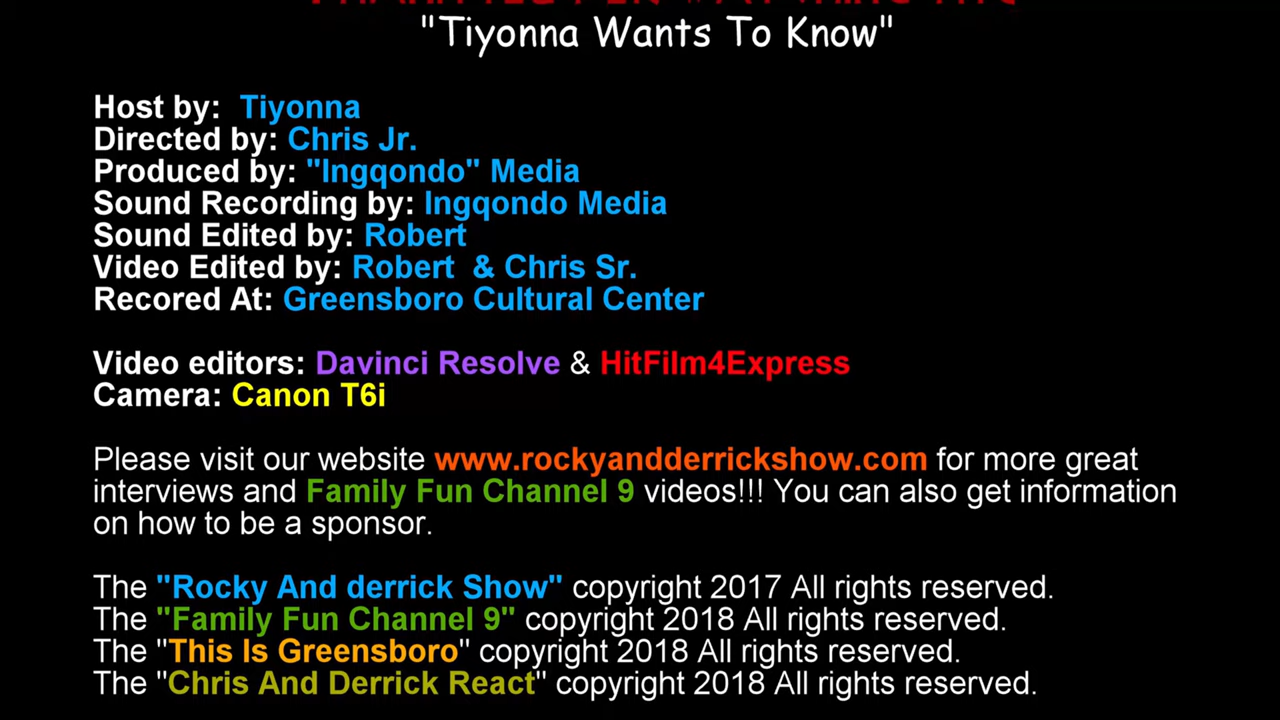 "Tiyonna Wants To Know"
Host by: Tiyonna
Directed by: Chris Jr.
Produced by: "Ingqondo" Media
Sound Recording by: Ingqondo Media
Sound Edited by: Robert
Video Edited by: Robert & Chris Sr.
Recored At: Greensboro Cultural Center
Video editors: Davinci Resolve & HitFilm4Express
Camera: Canon T6i
Please visit our website www.rockyandderrickshow.com for more great
interviews and Family Fun Channel 9 videos!!! You can also get information
on how to be a sponsor.
The "Rocky And derrick Show" copyright 2017 All rights reserved.
The "Family Fun Channel 9" copyright 2018 All rights reserved.
The "This Is Greensboro" copyright 2018 All rights reserved.
The "Chris And Derrick React" copyright 2018 All rights reserved.